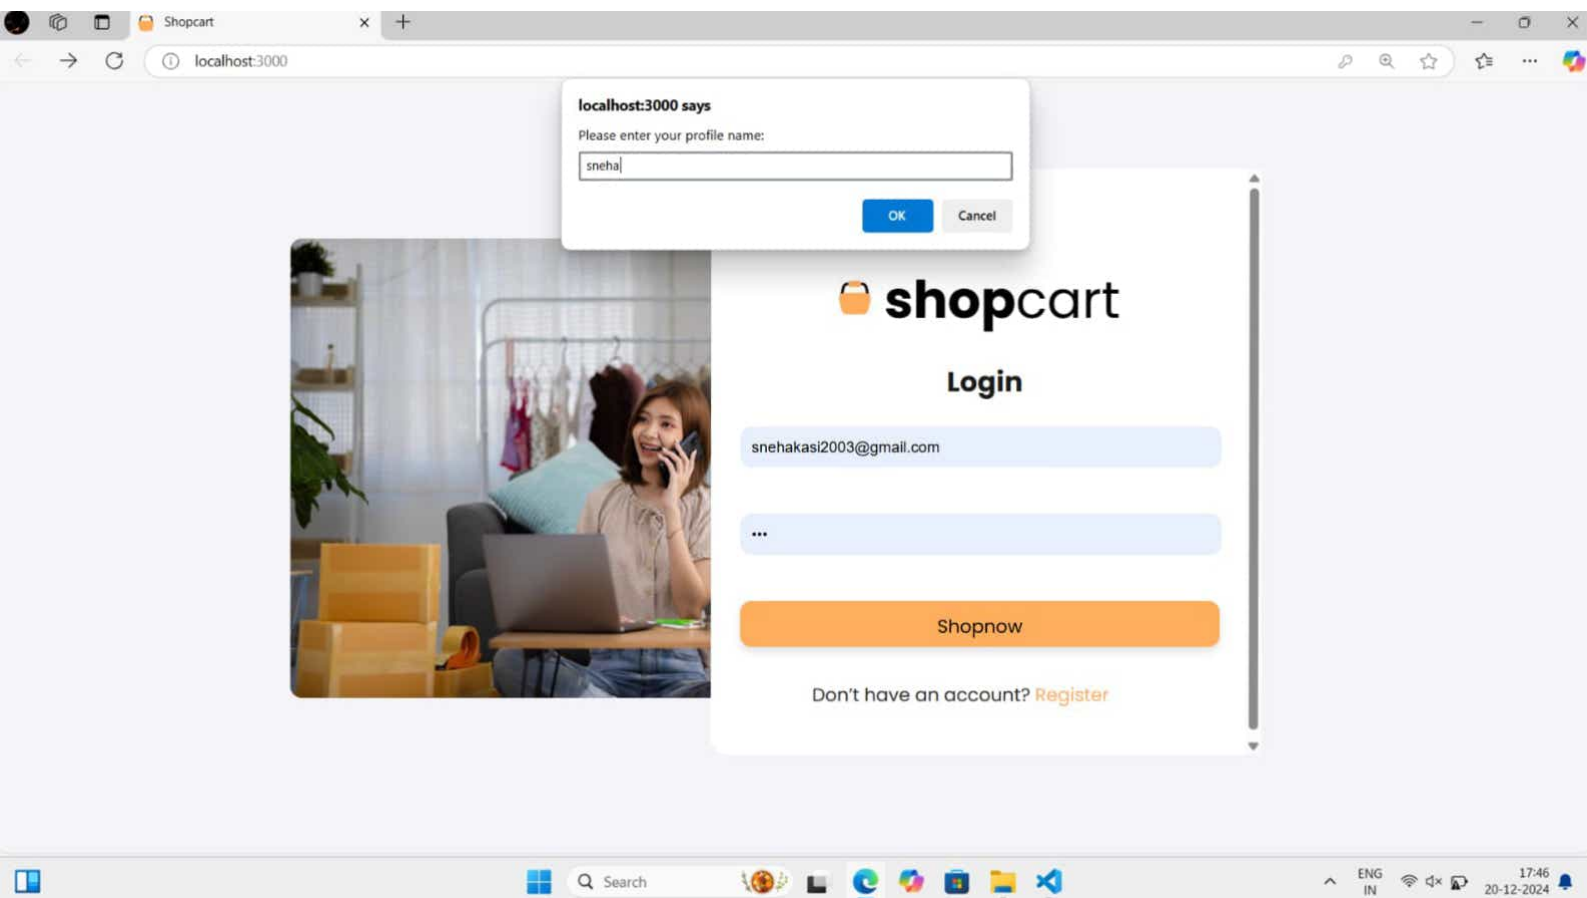 Shopcart
localhost:3000
localhost:3000 says
Please enter your profile name:
sneha
OK
Cancel
shopcart
Login
snehakasi2003@gmail.com
•••
Shopnow
Don't have an account? Register
Search
ENG
IN
17:46
20-12-2024